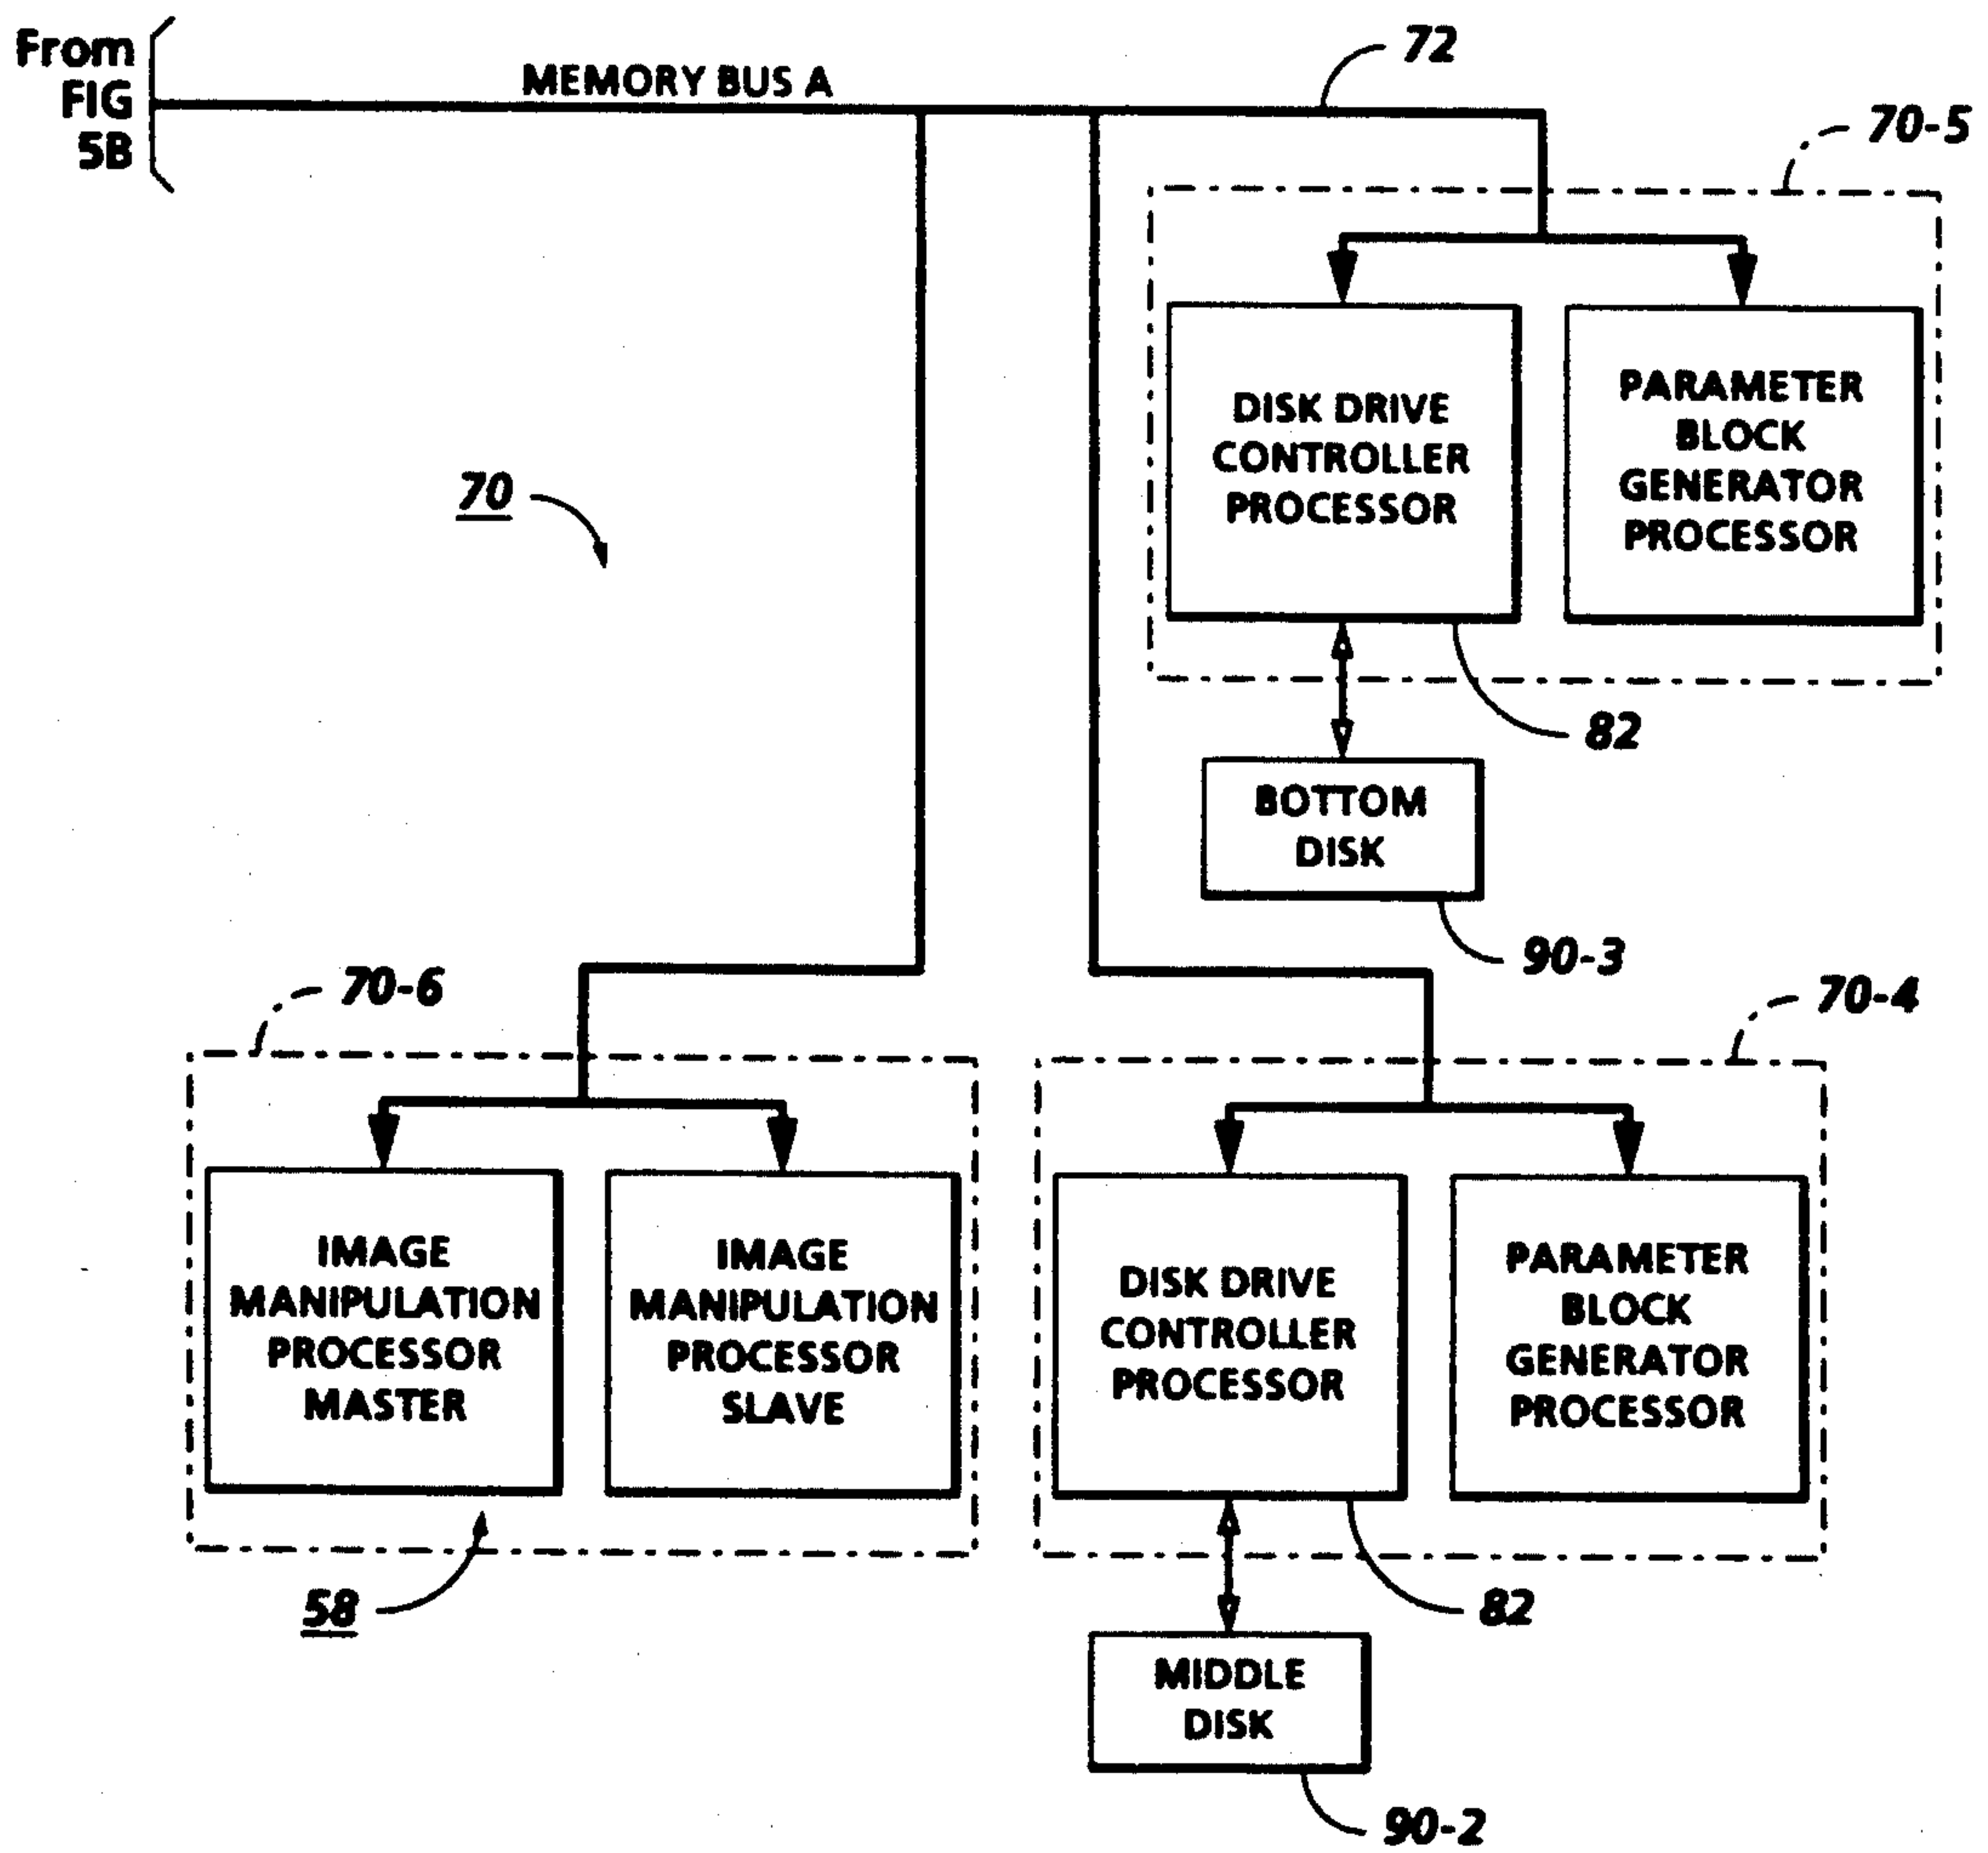 From
FIG
5B
MEMORY BUS A
72
70-5
DISK DRIVE
CONTROLLER
PROCESSOR
PARAMETER
BLOCK
GENERATOR
PROCESSOR
70
82
BOTTOM
DISK
90-3
70-6
70-4
IMAGE
MANIPULATION
PROCESSOR
MASTER
IMAGE
MANIPULATION
PROCESSOR
SLAVE
DISK DRIVE
CONTROLLER
PROCESSOR
PARAMETER
BLOCK
GENERATOR
PROCESSOR
58
82
MIDDLE
DISK
90-2